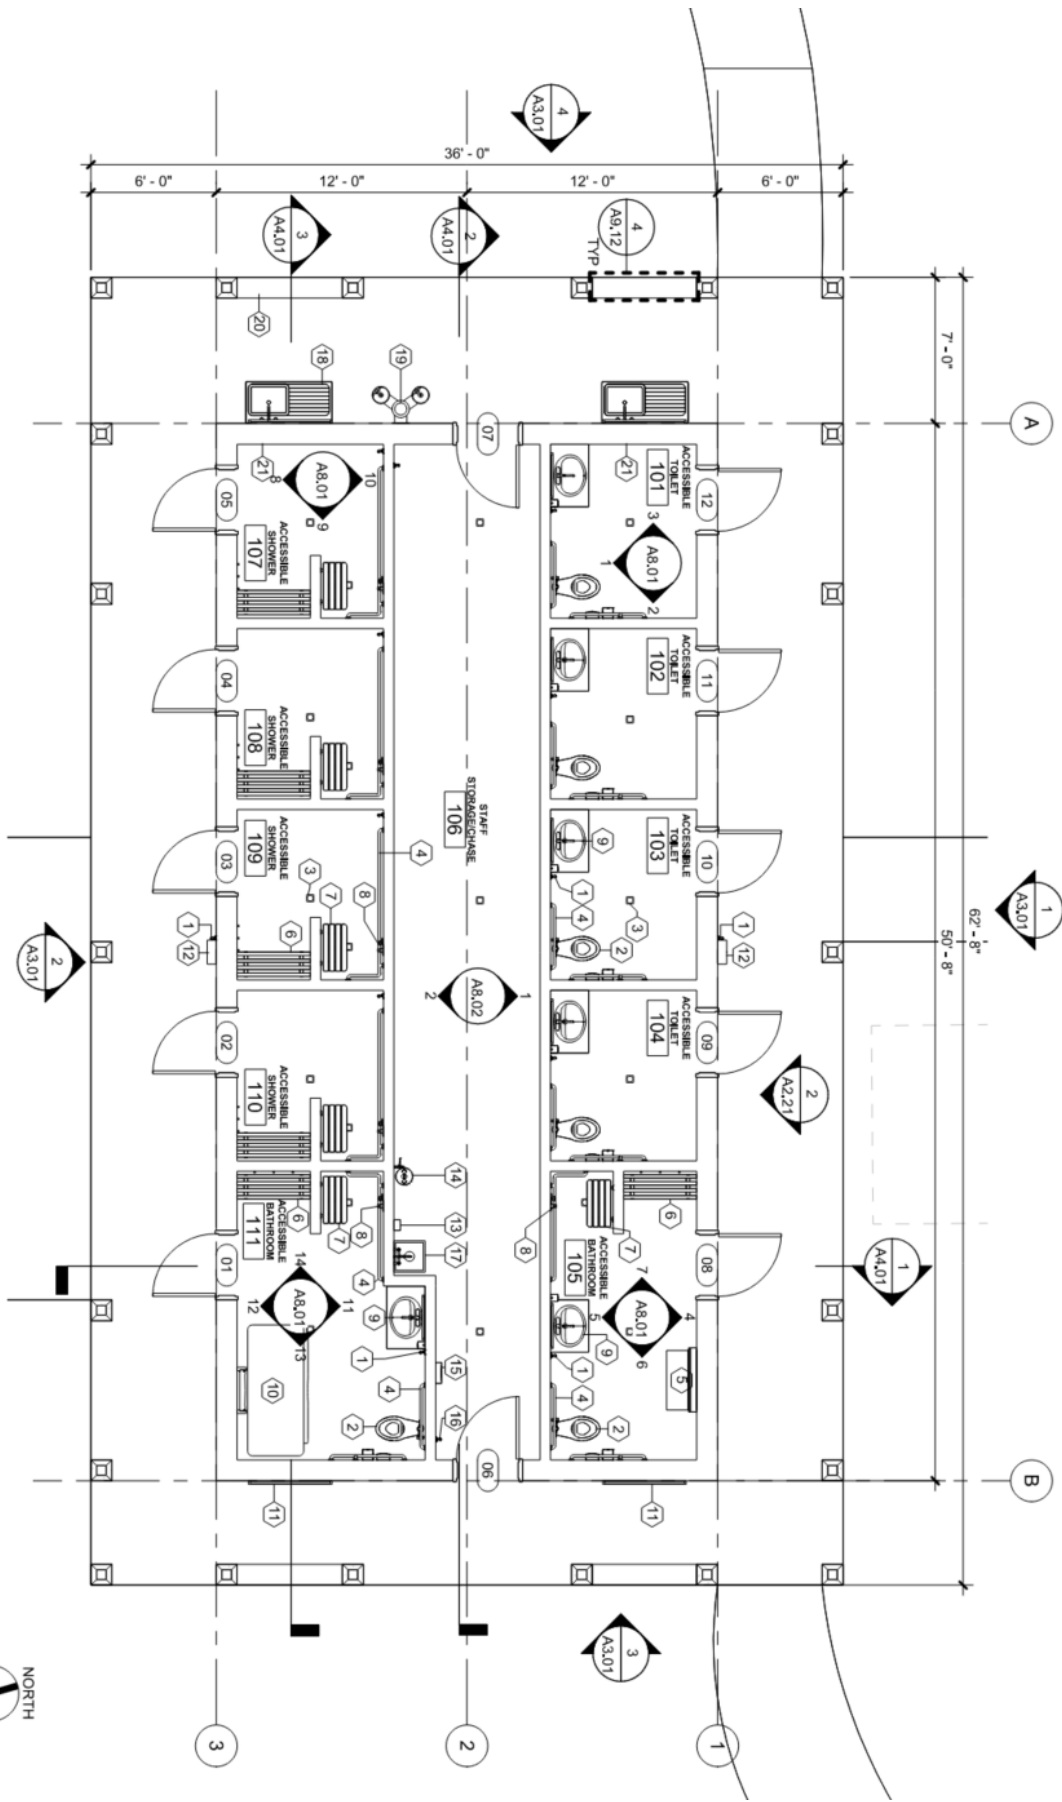 4
A3.01
36' - 0"
6' - 0"
12' - 0"
12' - 0"
6' - 0"
3
A4.01
2
A4.01
4
A9.12
TYP
20
18
19
7' - 0"
A
07
21
8
A8.01
10
9
05
ACCESSIBLE
SHOWER
107
21
ACCESSIBLE
TOILET
101
12
3
A8.01
1
2
04
ACCESSIBLE
SHOWER
108
ACCESSIBLE
TOILET
102
11
STAFF
STORAGE/CHASE
106
03
ACCESSIBLE
SHOWER
109
3
7
8
4
6
1
12
9
1
4
2
3
ACCESSIBLE
TOILET
103
10
1
12
1
A3.01
62' - 8"
50' - 8"
2
A3.01
A8.02
1
2
02
ACCESSIBLE
SHOWER
110
ACCESSIBLE
TOILET
104
09
2
A2.21
14
13
17
6
7
8
4
ACCESSIBLE
BATHROOM
111
01
14
A8.01
11
12
13
9
1
4
2
10
15
16
8
7
6
ACCESSIBLE
BATHROOM
105
08
7
A8.01
4
5
6
9
1
4
2
5
1
A4.01
06
B
11
11
3
A3.01
NORTH
3
2
1